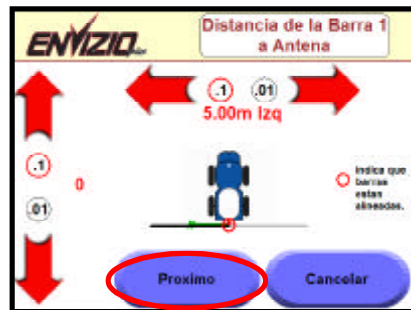 ENVIZIO
Distancia de la Barra 1
a Antena
.1
.01
5.00m Izq
.1
0
.01
Indica que
barras
estan
alineadas.
Proximo
Cancelar